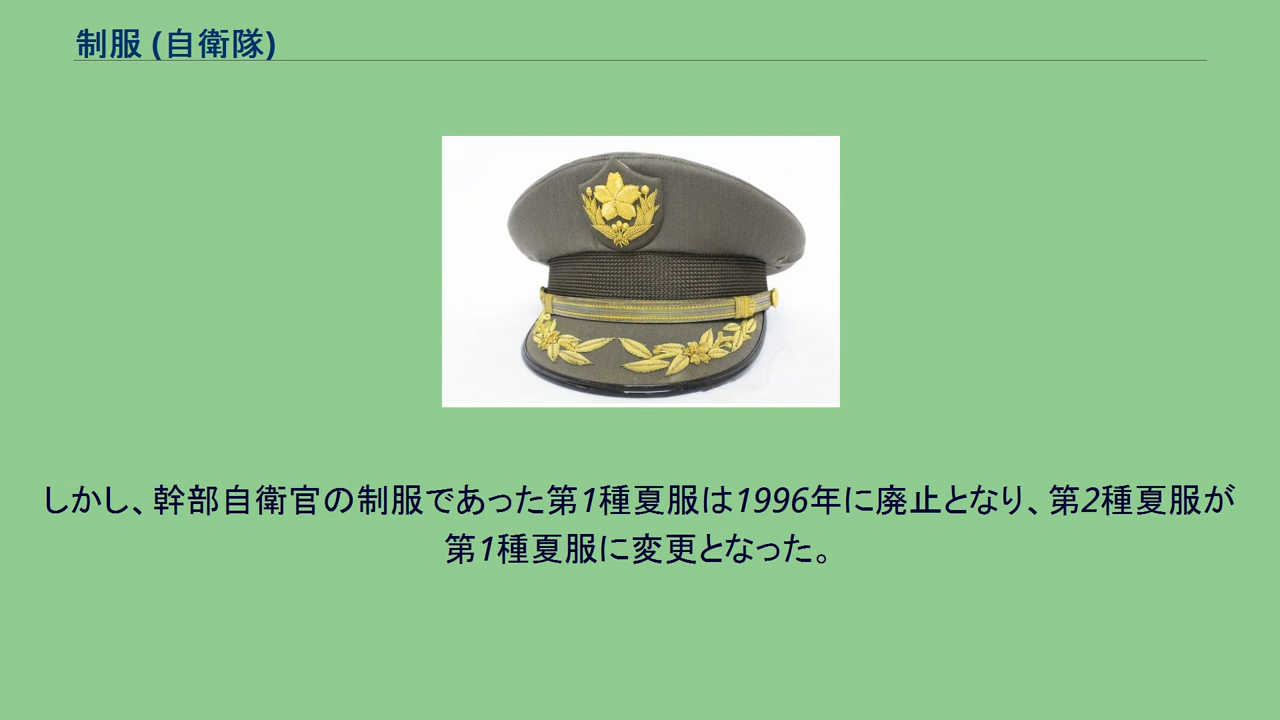 制服 (自衛隊)
しかし、幹部自衛官の制服であった第1種夏服は1996年に廃止となり、第2種夏服が
第1種夏服に変更となった。